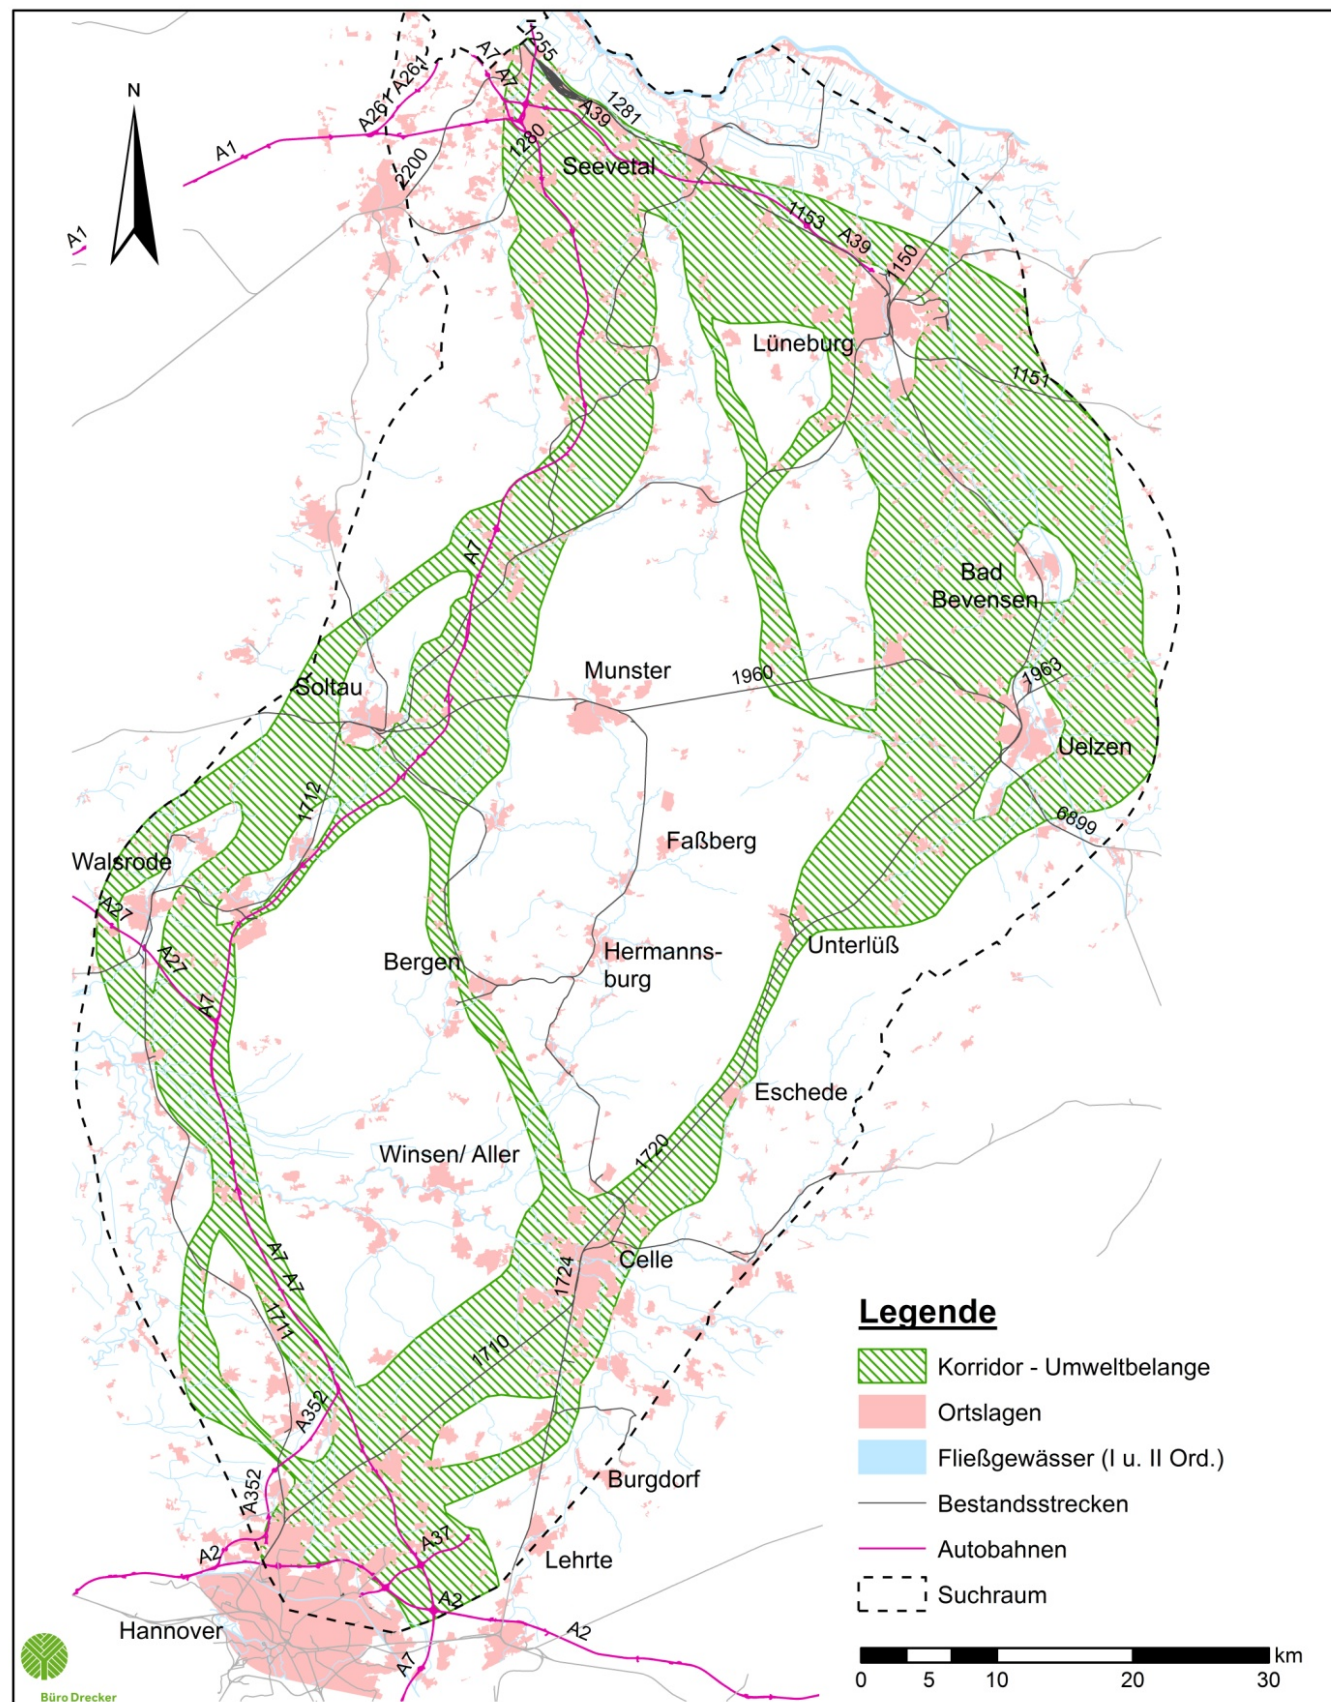 N
1255
A7
A7
A261
A261
A1
A39
1281
1280
2200
Seevetal
A1
1153
A39
1150
Lüneburg
1151
A7
Bad
Bevensen
Munster
1960
1963
Soltau
Uelzen
1712
6899
Faßberg
Walsrode
A27
A27
Bergen
Hermanns-
burg
Unterlüß
A7
Eschede
Winsen/ Aller
1720
A7
A7
Celle
1724
1711
1710
A352
A352
Burgdorf
A37
A2
Lehrte
A2
Hannover
A2
A7
Legende
Korridor - Umweltbelange
Ortslagen
Fließgewässer (I u. II Ord.)
Bestandsstrecken
Autobahnen
Suchraum
km
0 5 10 20 30
Büro Drecker